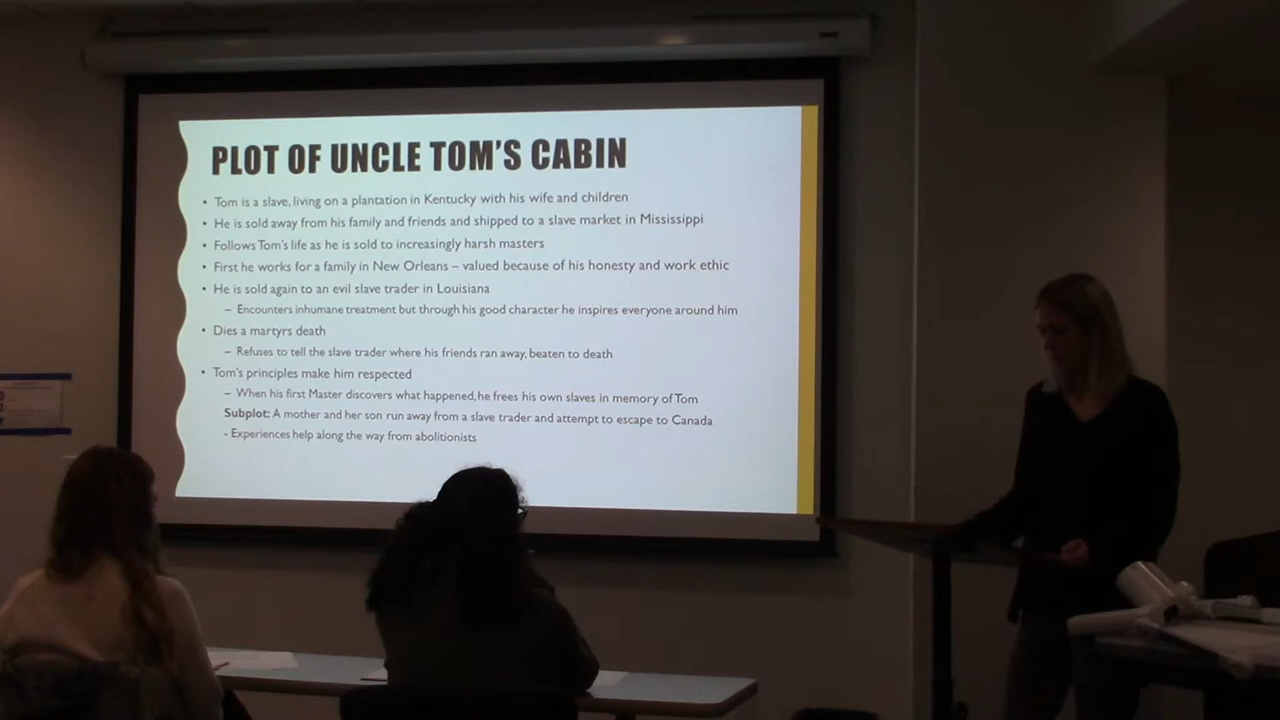 PLOT OF UNCLE TOM'S CABIN
• Tom is a slave, living on a plantation in Kentucky with his wife and children
• He is sold away from his family and friends and shipped to a slave market in Mississippi
• Follows Tom's life as he is sold to increasingly harsh masters
• First he works for a family in New Orleans – valued because of his honesty and work ethic
• He is sold again to an evil slave trader in Louisiana
– Encounters inhumane treatment but through his good character he inspires everyone around him
• Dies a martyrs death
– Refuses to tell the slave trader where his friends ran away, beaten to death
• Tom's principles make him respected
– When his first Master discovers what happened, he frees his own slaves in memory of Tom
Subplot: A mother and her son run away from a slave trader and attempt to escape to Canada
- Experiences help along the way from abolitionists